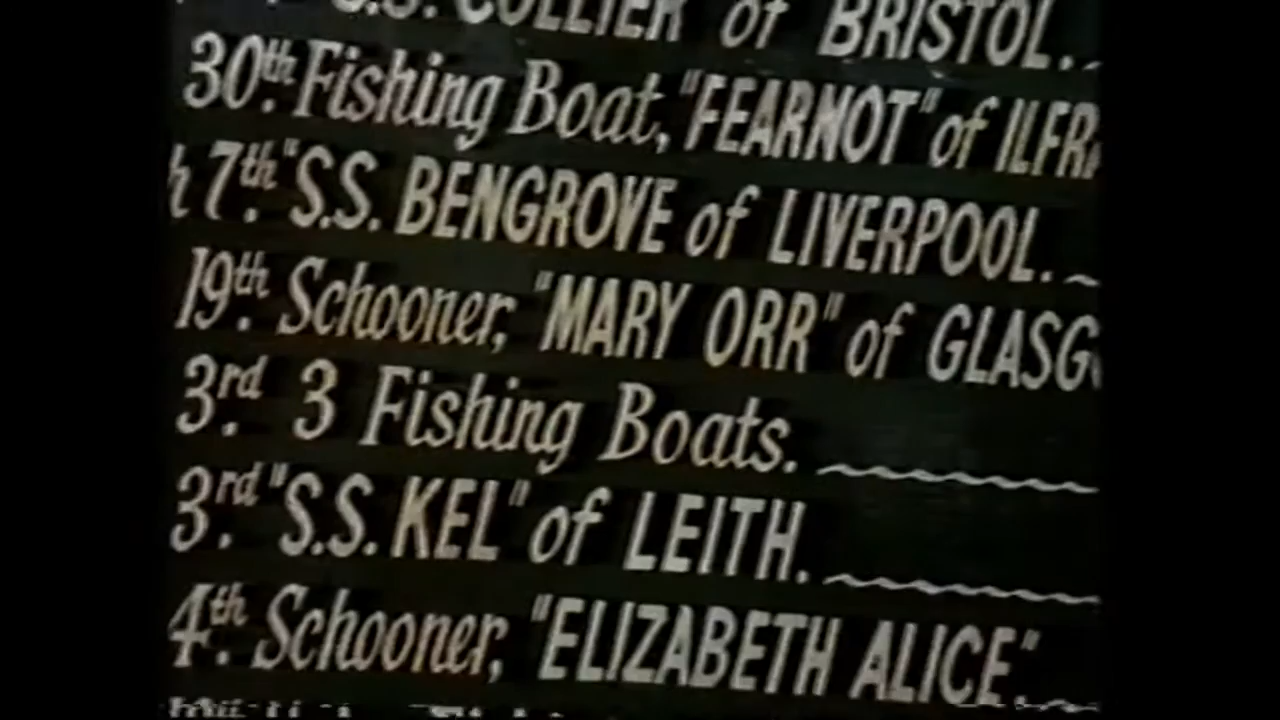 S.S. COLLIER of BRISTOL.
30th. Fishing Boat, "FEARNOT" of ILFRA
h 7th. "S.S. BENGROVE of LIVERPOOL.
19th. Schooner, "MARY ORR" of GLASG
3rd. 3 Fishing Boats.
3rd. "S.S. KEL" of LEITH.
4th. Schooner, "ELIZABETH ALICE".